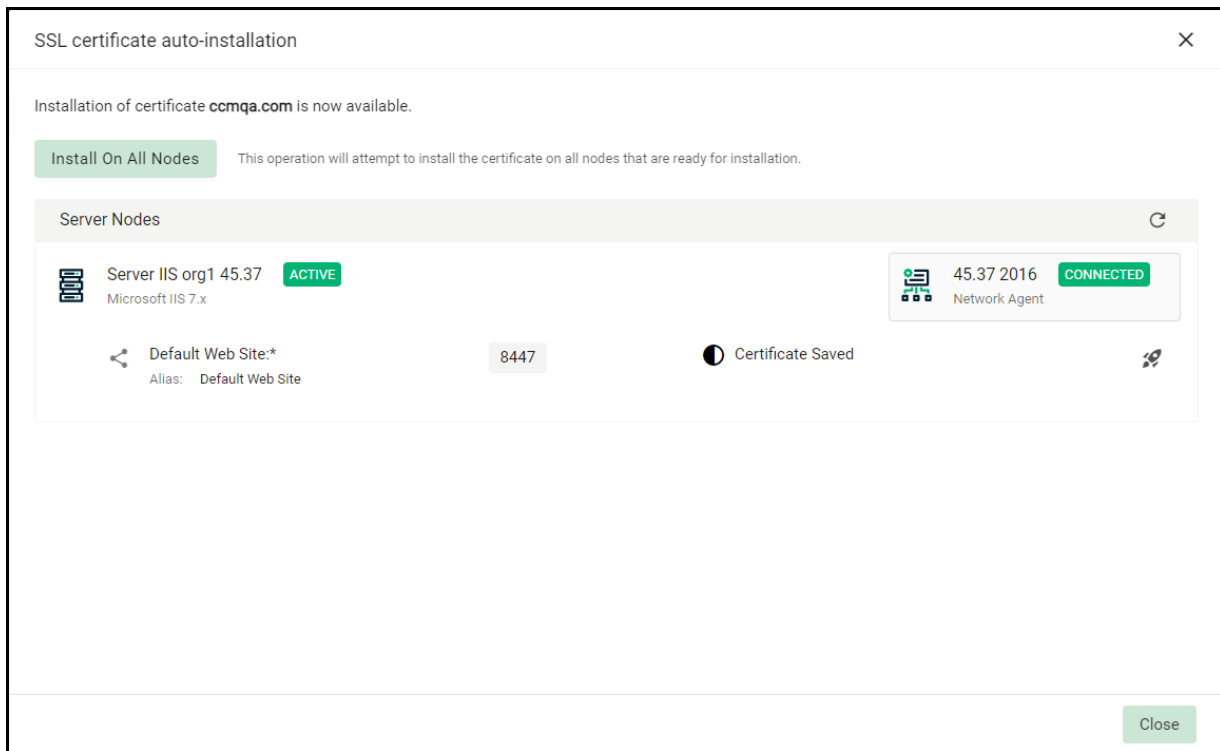 SSL certificate auto-installation
Installation of certificate ccmqa.com is now available.
Install On All Nodes
This operation will attempt to install the certificate on all nodes that are ready for installation.
Server Nodes
Server IIS org1 45.37 ACTIVE
Microsoft IIS 7.x
45.37 2016 CONNECTED
Network Agent
Default Web Site:*
Alias: Default Web Site
8447
Certificate Saved
Close